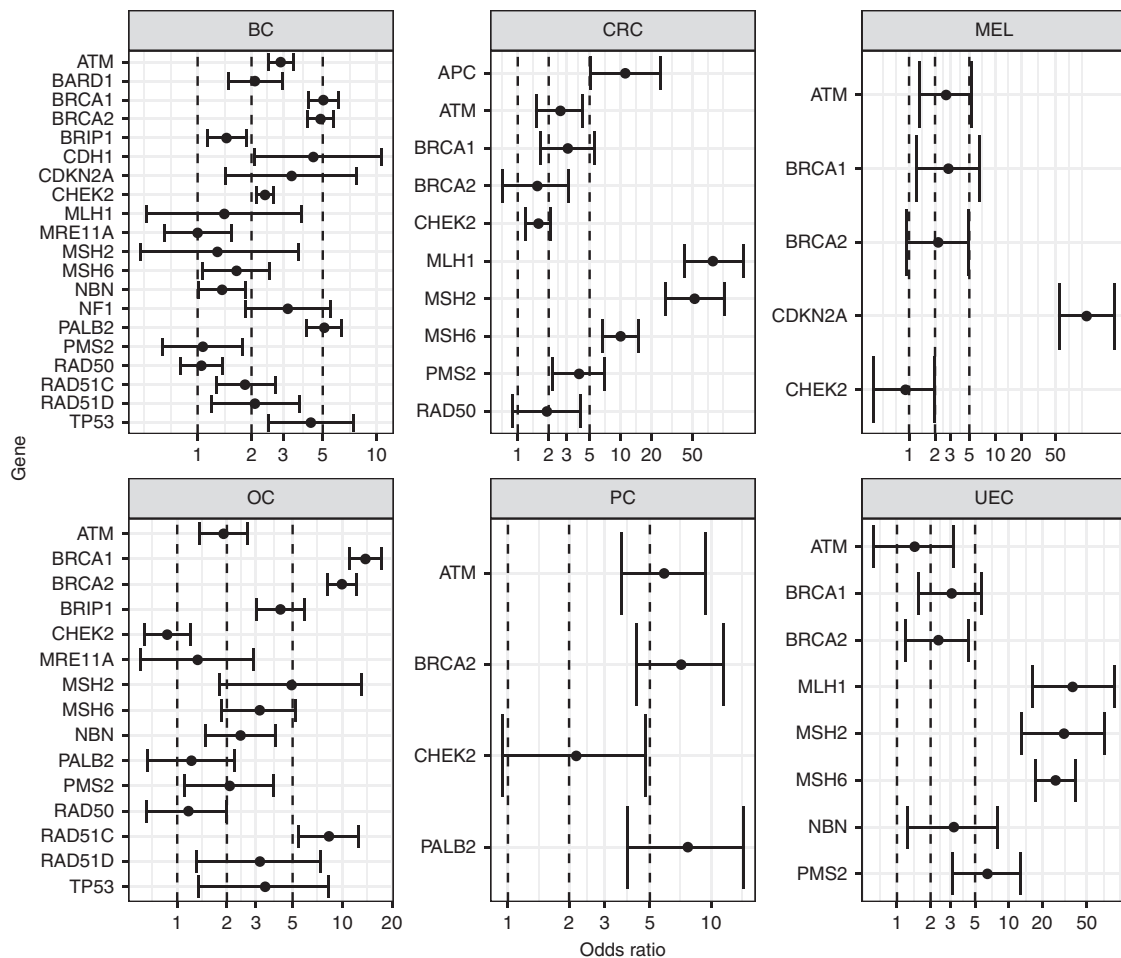 BC
ATM
BARD1
BRCA1
BRCA2
BRIP1
CDH1
CDKN2A
CHEK2
MLH1
MRE11A
MSH2
MSH6
NBN
NF1
PALB2
PMS2
RAD50
RAD51C
RAD51D
TP53
1 2 3 5 10
CRC
APC
ATM
BRCA1
BRCA2
CHEK2
MLH1
MSH2
MSH6
PMS2
RAD50
1 2 3 5 10 20 50
MEL
ATM
BRCA1
BRCA2
CDKN2A
CHEK2
1 2 3 5 10 20 50
Gene
OC
ATM
BRCA1
BRCA2
BRIP1
CHEK2
MRE11A
MSH2
MSH6
NBN
PALB2
PMS2
RAD50
RAD51C
RAD51D
TP53
1 2 3 5 10 20
PC
ATM
BRCA2
CHEK2
PALB2
1 2 3 5 10
UEC
ATM
BRCA1
BRCA2
MLH1
MSH2
MSH6
NBN
PMS2
1 2 3 5 10 20 50
Odds ratio